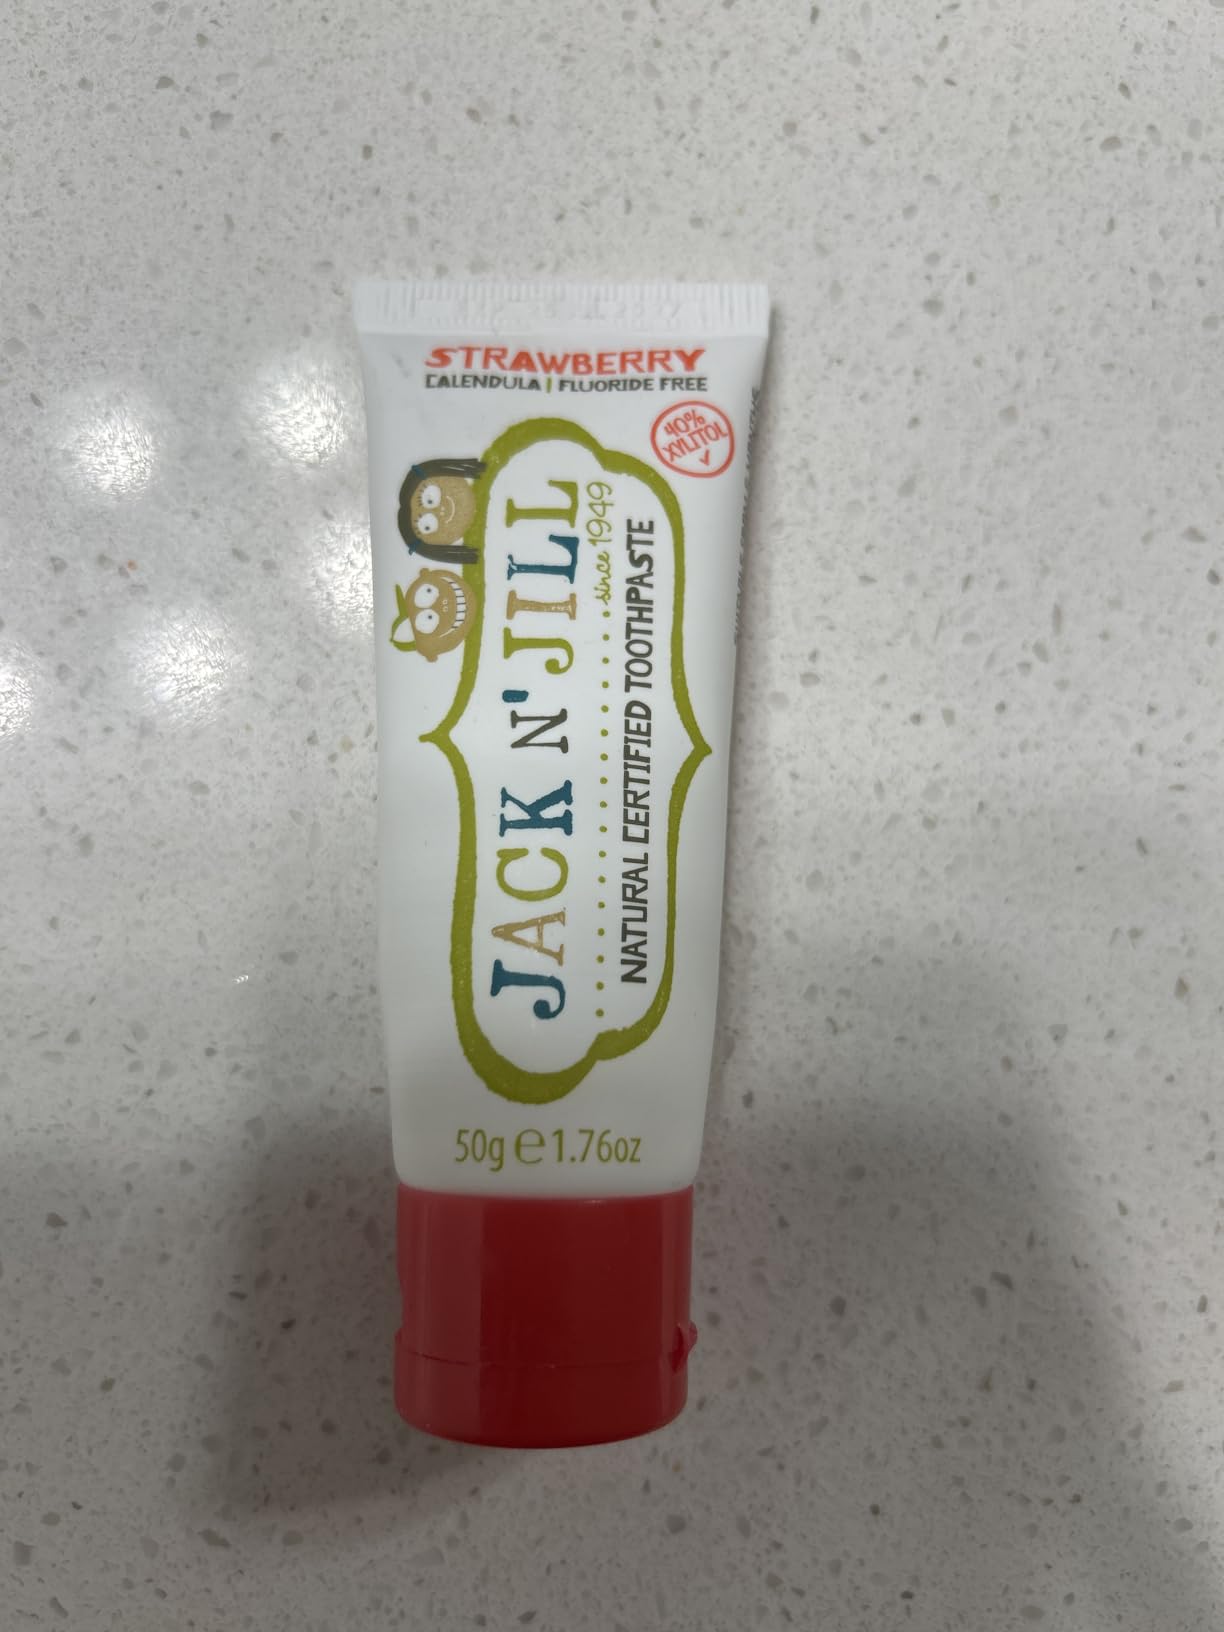 STRAWBERRY
CALENDULA | FLUORIDE FREE
40%
XYLITOL
JACK N' JILL
since 1949
NATURAL CERTIFIED TOOTHPASTE
50g ℮ 1.76oz